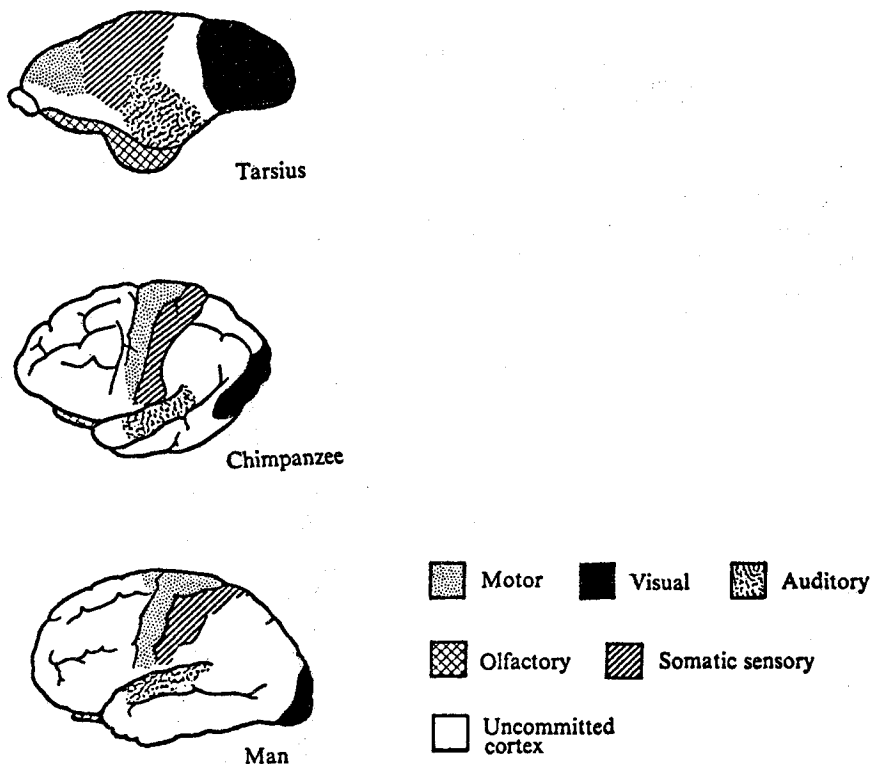 Tarsius
Chimpanzee
Man
Motor
Visual
Auditory
Olfactory
Somatic sensory
Uncommitted
cortex